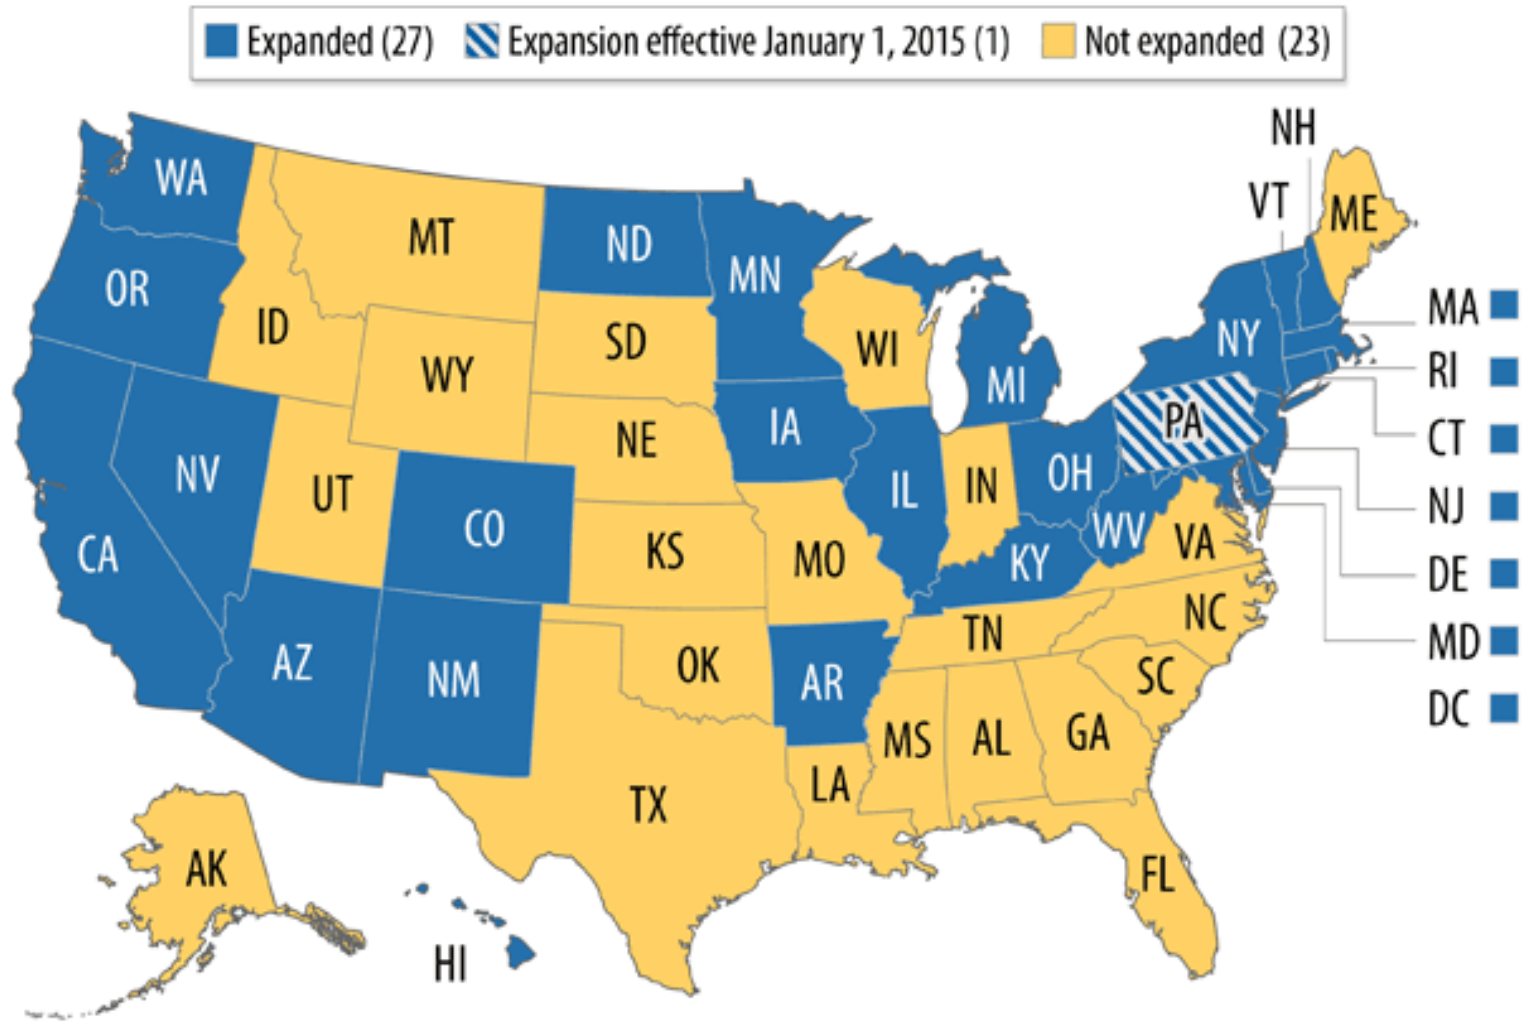 Expanded (27) Expansion effective January 1, 2015 (1) Not expanded (23)
NH
WA
VT
ME
MT
ND
OR
MN
MA
ID
SD
WI
NY
WY
MI
RI
PA
IA
NE
CT
NV
UT
IL
IN
OH
CO
NJ
WV
CA
KS
MO
KY
VA
DE
NC
TN
MD
AZ
NM
OK
AR
SC
DC
MS
AL
GA
LA
TX
AK
FL
HI